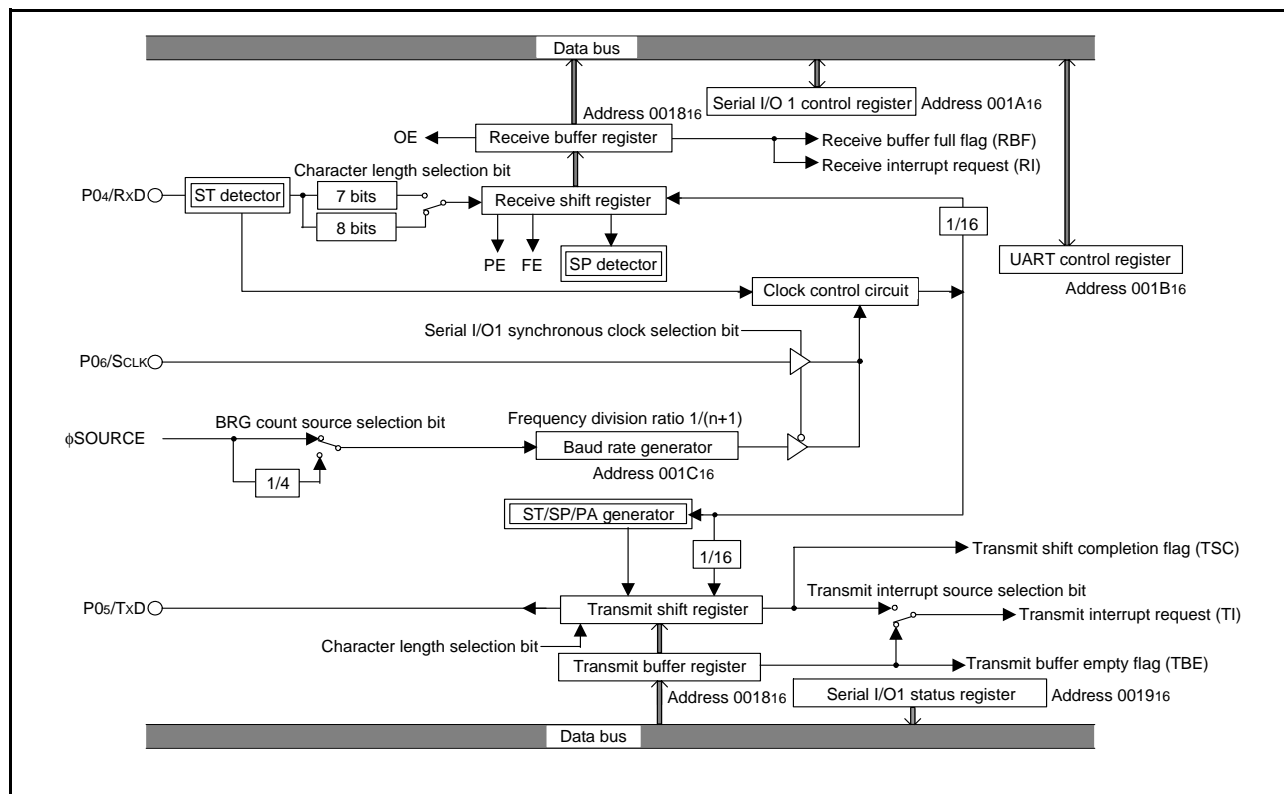 Data bus
Serial I/O 1 control register
Address 001A16
Address 001816
OE
Receive buffer register
Receive buffer full flag (RBF)
Receive interrupt request (RI)
Character length selection bit
P04/RXD
ST detector
7 bits
8 bits
Receive shift register
1/16
PE
FE
SP detector
UART control register
Address 001B16
Clock control circuit
Serial I/O1 synchronous clock selection bit
P06/SCLK
BRG count source selection bit
Frequency division ratio 1/(n+1)
φSOURCE
Baud rate generator
1/4
Address 001C16
ST/SP/PA generator
1/16
Transmit shift completion flag (TSC)
Transmit interrupt source selection bit
P05/TXD
Transmit shift register
Transmit interrupt request (TI)
Character length selection bit
Transmit buffer register
Transmit buffer empty flag (TBE)
Address 001816
Serial I/O1 status register
Address 001916
Data bus